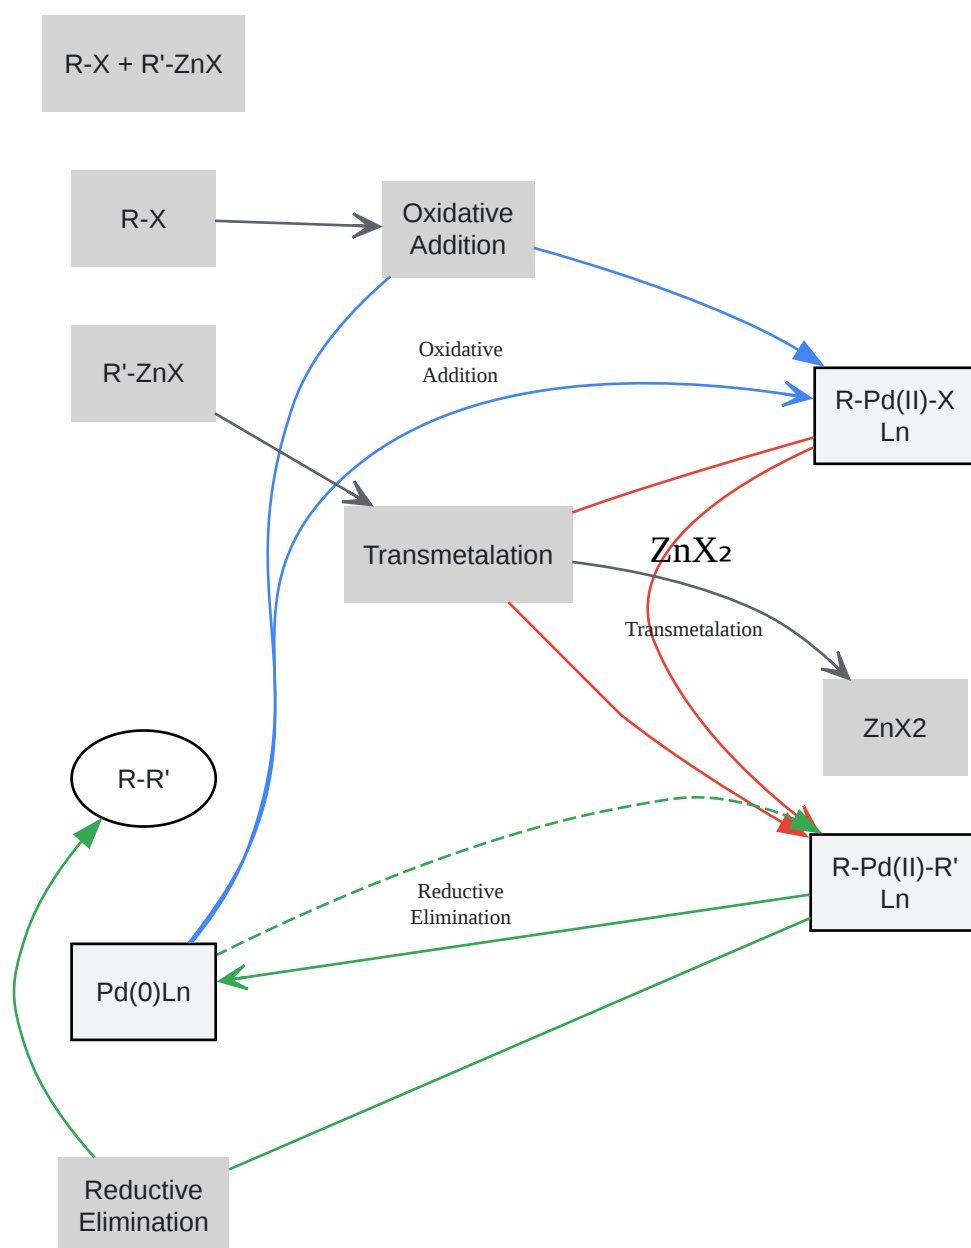 R-X + R'-ZnX
R-X
Oxidative
Addition
R'-ZnX
Oxidative
Addition
R-Pd(II)-X
Ln
Transmetalation
ZnX₂
Transmetalation
ZnX2
R-R'
R-Pd(II)-R'
Ln
Reductive
Elimination
Pd(0)Ln
Reductive
Elimination